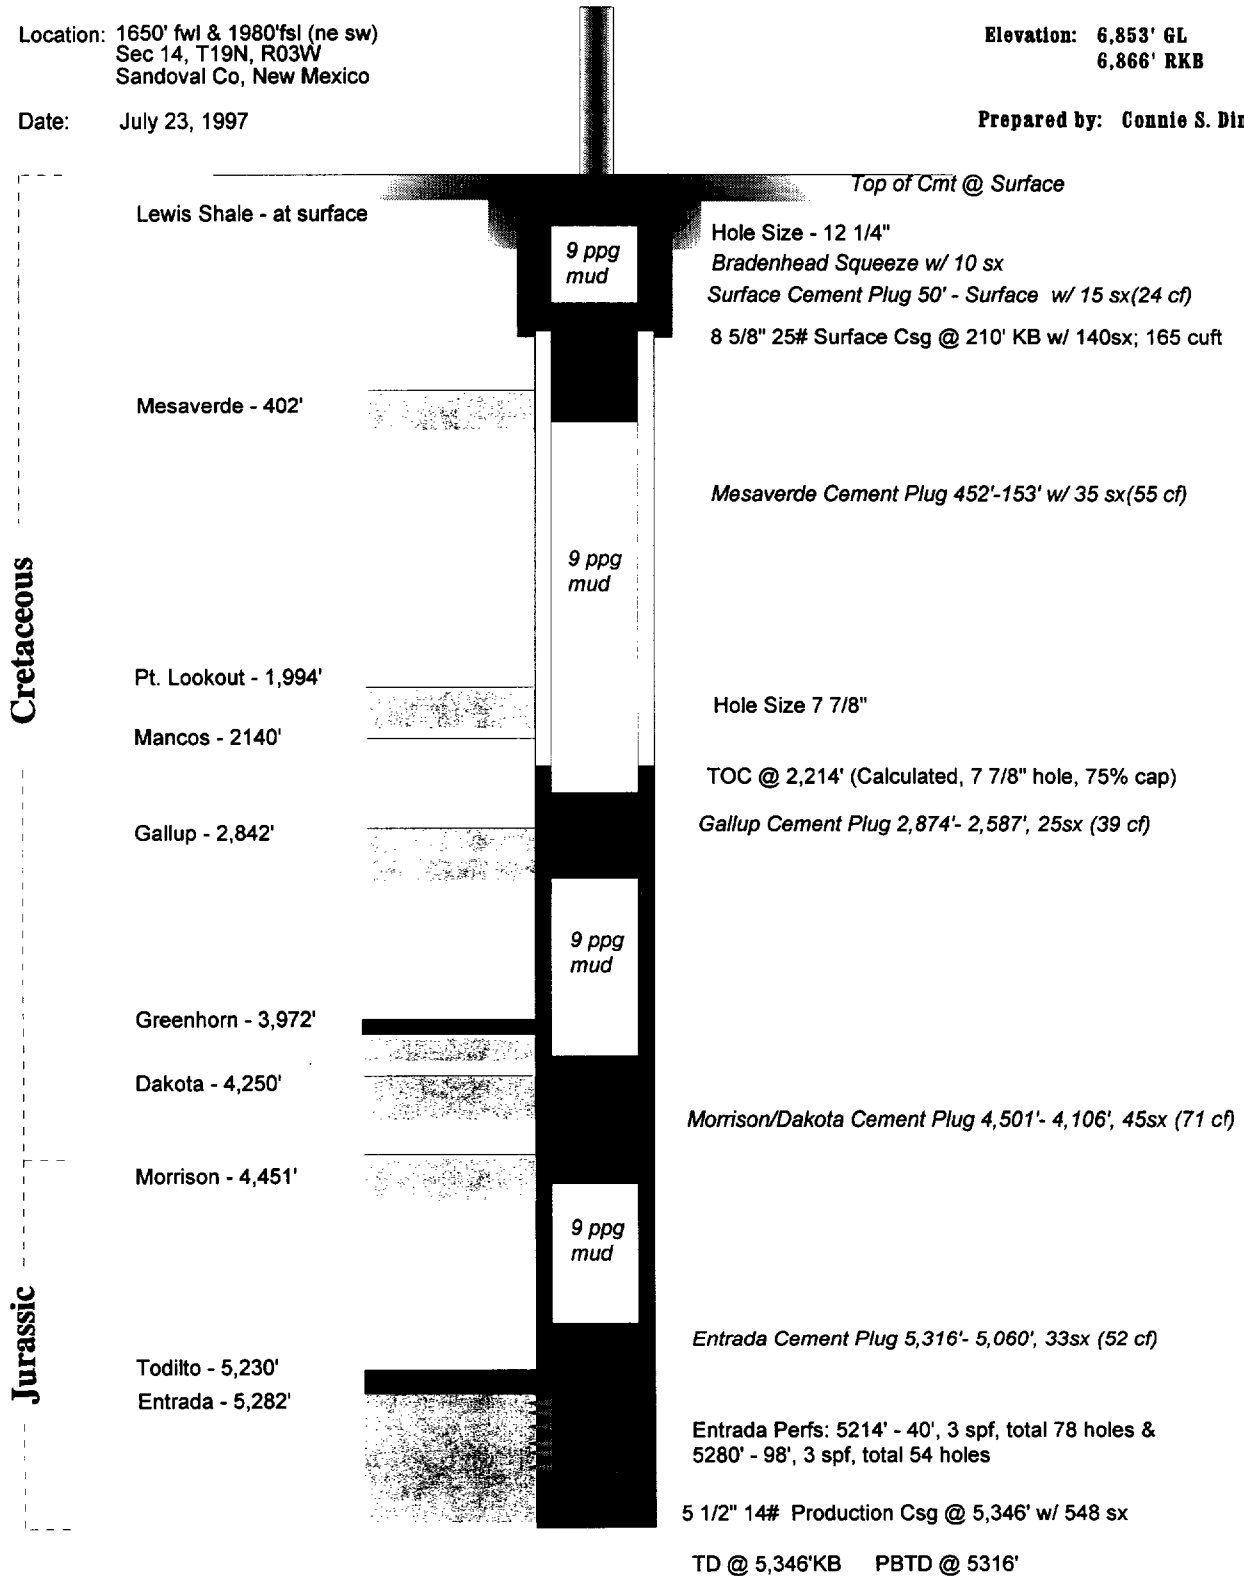 Location: 1650' fwl & 1980'fsl (ne sw)
Sec 14, T19N, R03W
Sandoval Co, New Mexico
Elevation: 6,853' GL
6,866' RKB
Date: July 23, 1997
Prepared by: Connie S.
Top of Cmt @ Surface
Lewis Shale - at surface
Hole Size - 12 1/4"
9 ppg
mud
Bradenhead Squeeze w/ 10 sx
Surface Cement Plug 50' - Surface w/ 15 sx(24 cf)
8 5/8" 25# Surface Csg @ 210' KB w/ 140sx; 165 cuft
Mesaverde - 402'
Mesaverde Cement Plug 452'-153' w/ 35 sx(55 cf)
9 ppg
mud
Cretaceous
Pt. Lookout - 1,994'
Hole Size 7 7/8"
Mancos - 2140'
TOC @ 2,214' (Calculated, 7 7/8" hole, 75% cap)
Gallup - 2,842'
Gallup Cement Plug 2,874'- 2,587', 25sx (39 cf)
9 ppg
mud
Greenhorn - 3,972'
Dakota - 4,250'
Morrison/Dakota Cement Plug 4,501'- 4,106', 45sx (71 cf)
Morrison - 4,451'
9 ppg
mud
Jurassic
Entrada Cement Plug 5,316'- 5,060', 33sx (52 cf)
Todilto - 5,230'
Entrada - 5,282'
Entrada Perfs: 5214' - 40', 3 spf, total 78 holes &
5280' - 98', 3 spf, total 54 holes
5 1/2" 14# Production Csg @ 5,346' w/ 548 sx
TD @ 5,346'KB PBTD @ 5316'